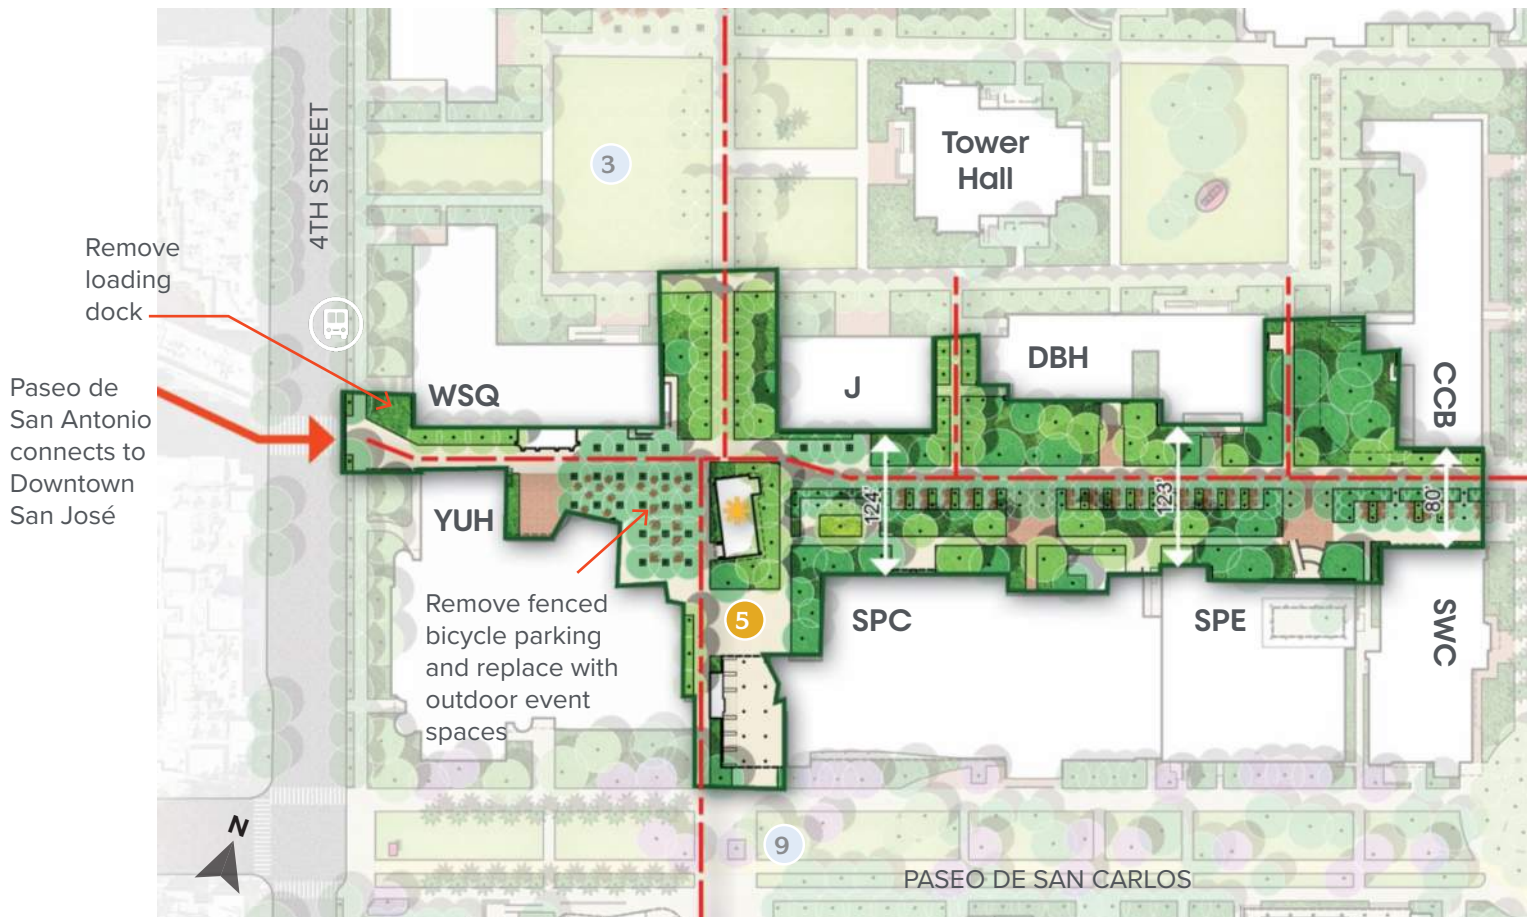 4TH STREET
3
Tower
Hall
Remove
loading
dock
Paseo de
San Antonio
connects to
Downtown
San José
WSQ
J
DBH
CCB
124'
123'
80'
YUH
Remove fenced
bicycle parking
and replace with
outdoor event
spaces
5
SPC
SPE
SWC
N
9
PASEO DE SAN CARLOS